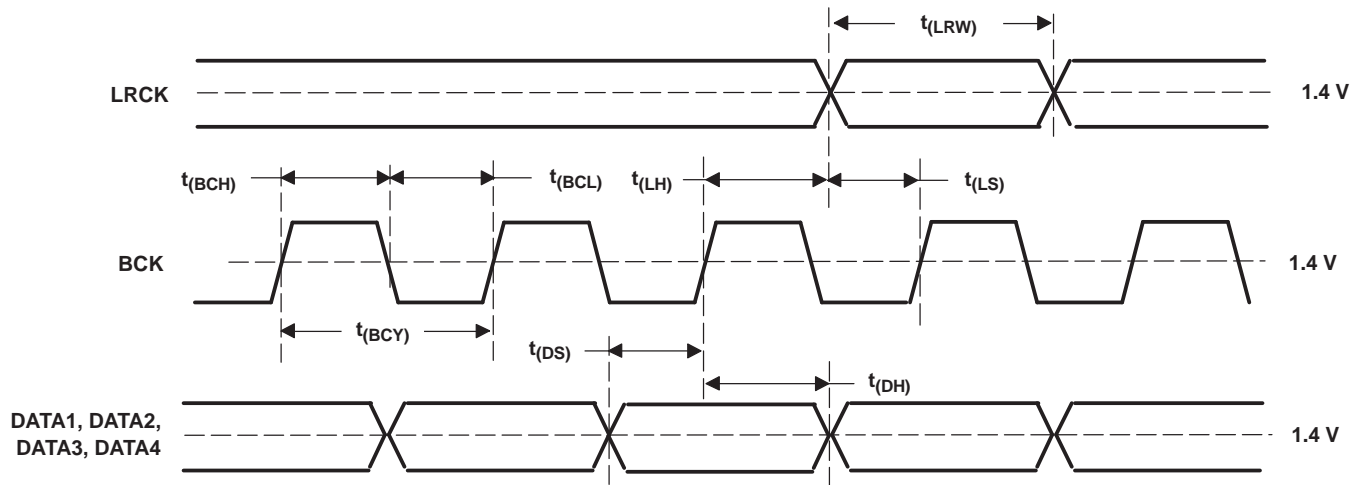 t(LRW)
LRCK
1.4 V
t(BCH)
t(BCL)
t(LH)
t(LS)
BCK
1.4 V
t(BCY)
t(DS)
t(DH)
DATA1, DATA2,
DATA3, DATA4
1.4 V